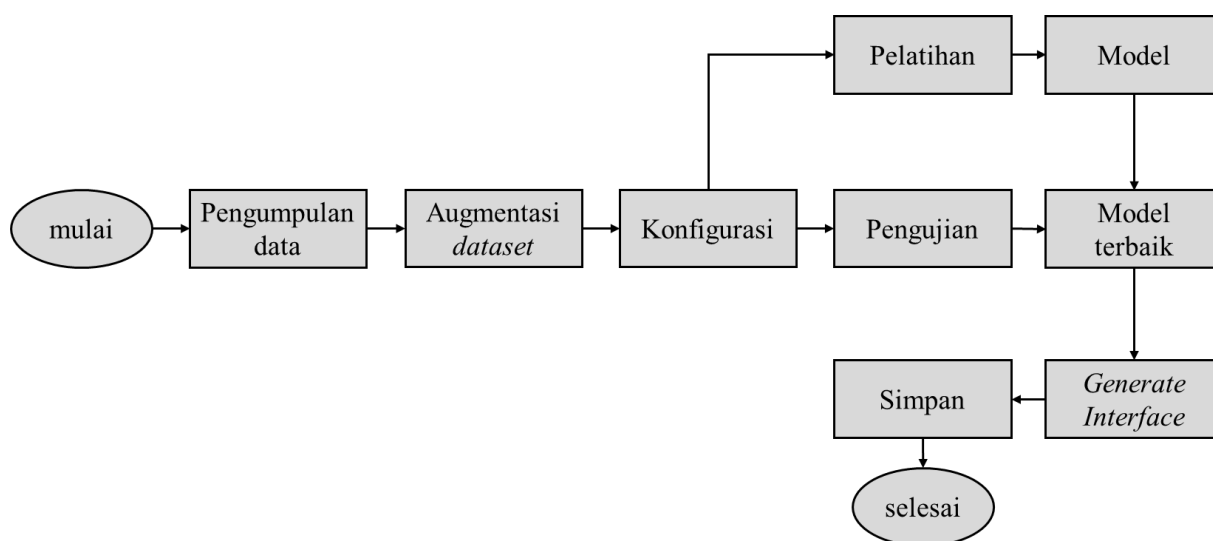 Pelatihan
Model
mulai
Pengumpulan
data
Augmentasi
dataset
Konfigurasi
Pengujian
Model
terbaik
Simpan
Generate
Interface
selesai